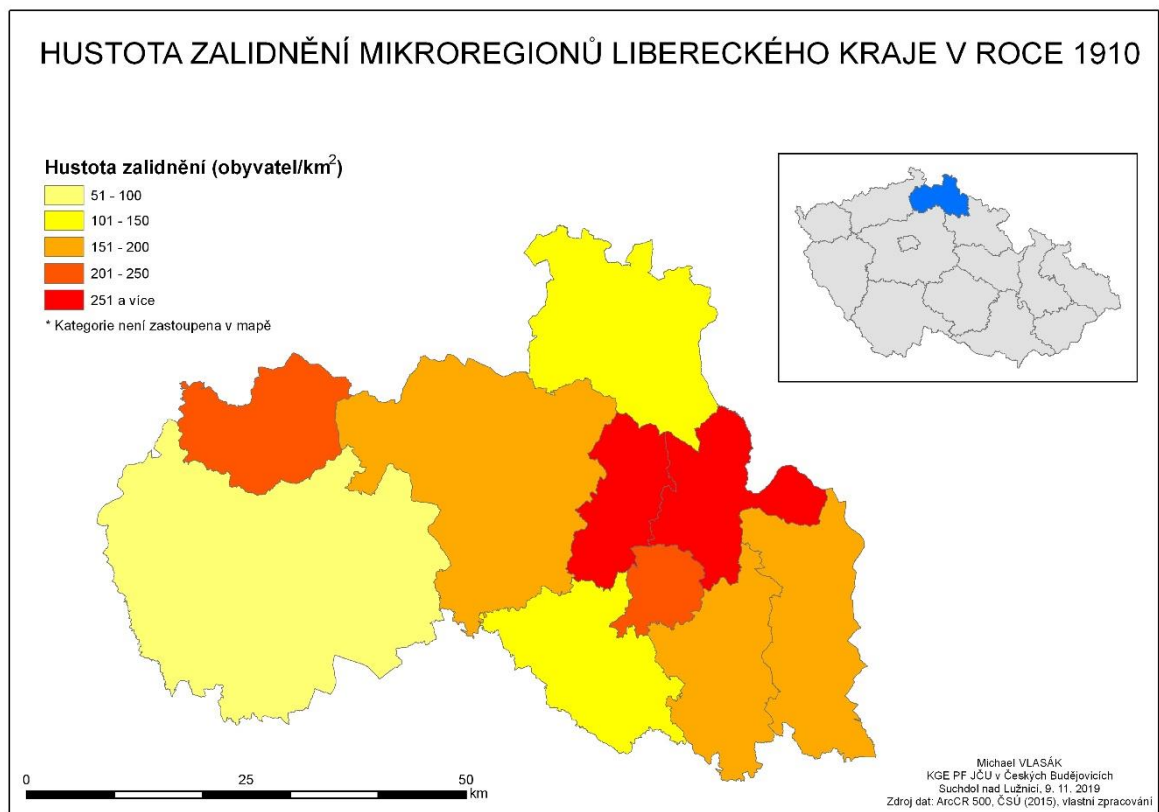 HUSTOTA ZALIDNĚNÍ MIKROREGIONŮ LIBERECKÉHO KRAJE V ROCE 1910
Hustota zalidnění (obyvatel/km²)
51 - 100
101 - 150
151 - 200
201 - 250
251 a více
* Kategorie není zastoupena v mapě
0 25 50
km
Michael VLASÁK
KGE PF JČU v Českých Budějovicích
Suchdol nad Lužnicí, 9. 11. 2019
Zdroj dat: ArcČR 500, ČSÚ (2015), vlastní zpracování